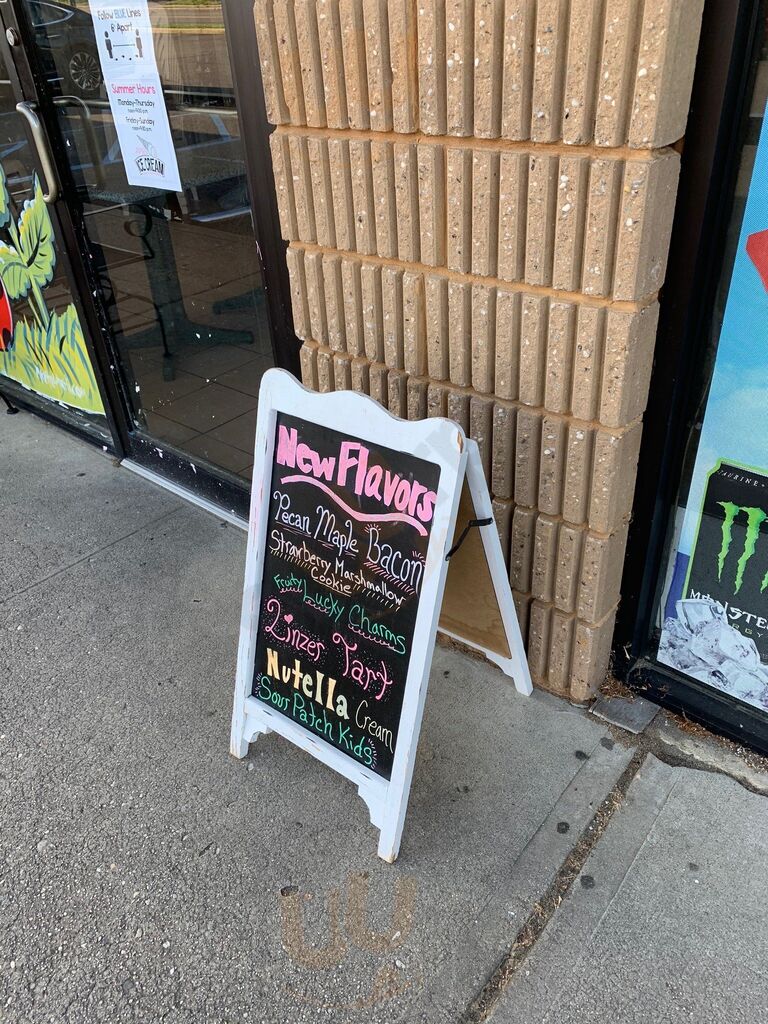 Follow BLUE Lines
Apart
Summer Hours
Monday-Thursday
Friday-Sunday
ICE CREAM
New Flavors
Pecan Maple Bacon
Strawberry Marshmallow
Cookie
Fruity Lucky Charms
Linzer Tart
Nutella Cream
Sour Patch Kids